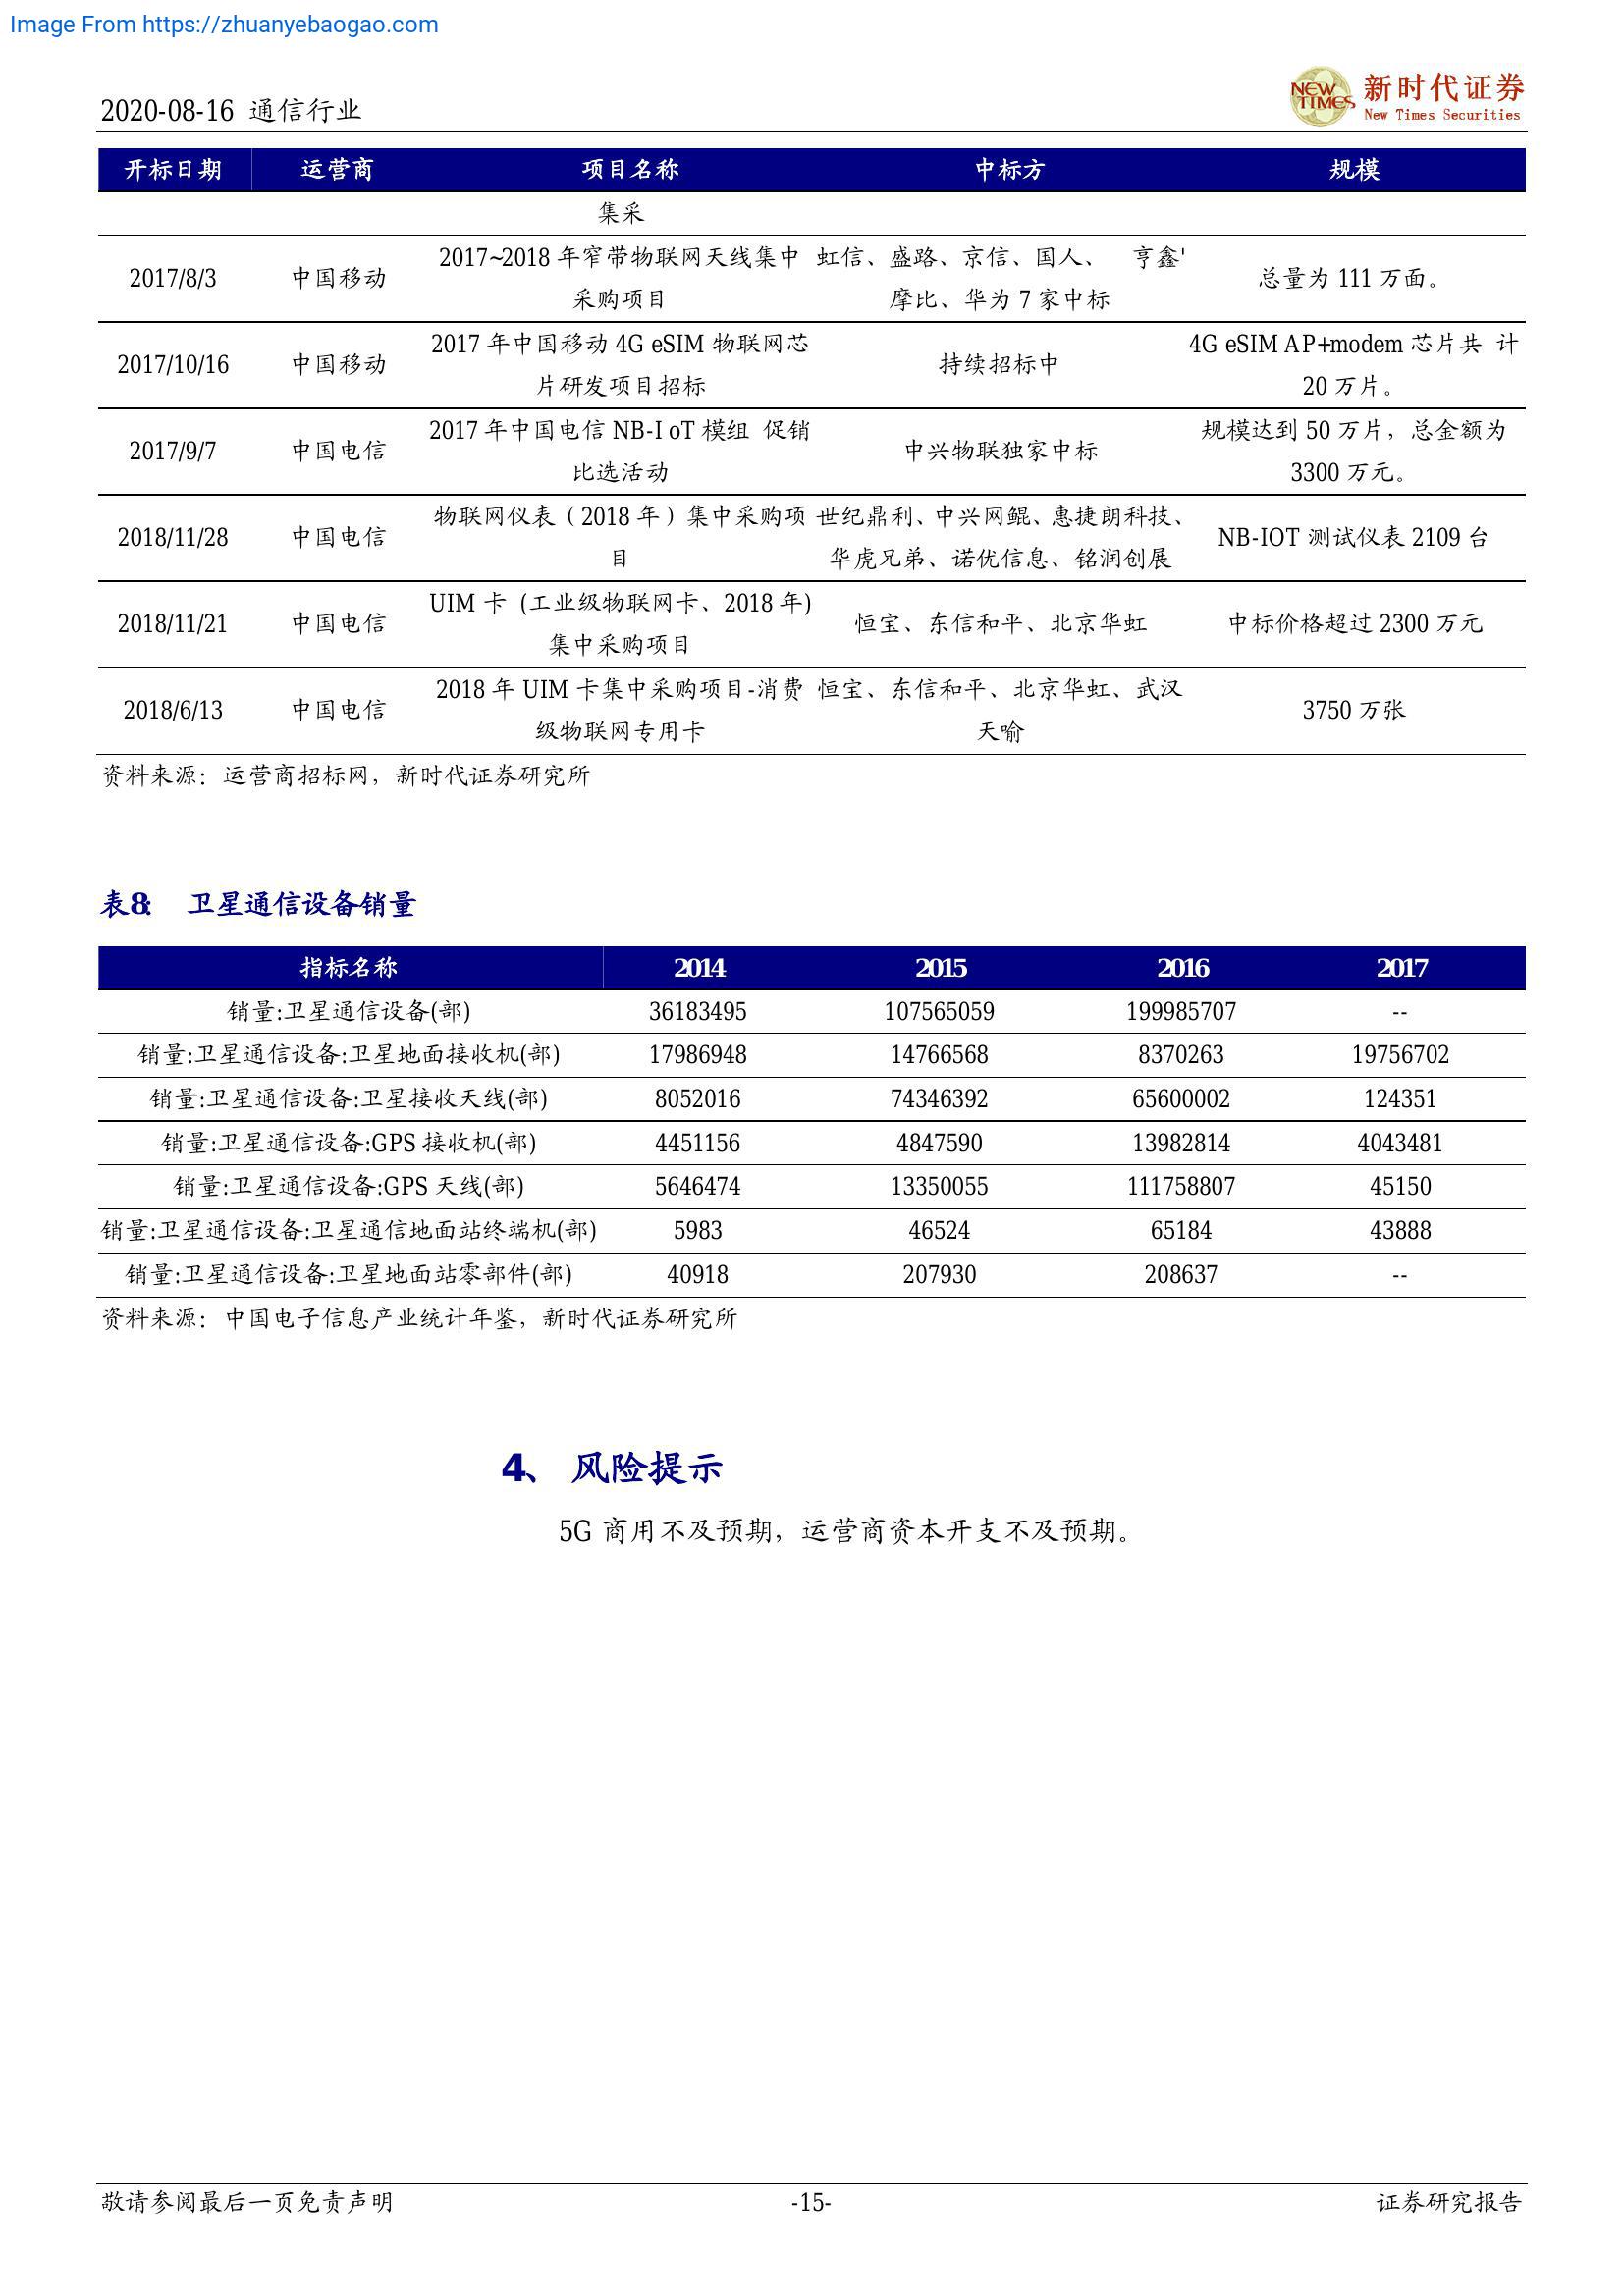 Image From https://zhuanyebaogao.com
2020-08-16 通信行业
NEW TIMES 新时代证券
New Times Securities
开标日期 运营商 项目名称 中标方 规模
集采
2017/8/3 中国移动 2017~2018 年窄带物联网天线集中采购项目 虹信、盛路、京信、国人、 亨鑫'摩比、华为 7 家中标 总量为 111 万面。
2017/10/16 中国移动 2017 年中国移动 4G eSIM 物联网芯片研发项目招标 持续招标中 4G eSIM AP+modem 芯片共 计 20 万片。
2017/9/7 中国电信 2017 年中国电信 NB-I oT 模组 促销比选活动 中兴物联独家中标 规模达到 50 万片，总金额为 3300 万元。
2018/11/28 中国电信 物联网仪表（2018 年）集中采购项目 世纪鼎利、中兴网鲲、惠捷朗科技、华虎兄弟、诺优信息、铭润创展 NB-IOT 测试仪表 2109 台
2018/11/21 中国电信 UIM 卡 (工业级物联网卡、2018 年)集中采购项目 恒宝、东信和平、北京华虹 中标价格超过 2300 万元
2018/6/13 中国电信 2018 年 UIM 卡集中采购项目-消费级物联网专用卡 恒宝、东信和平、北京华虹、武汉天喻 3750 万张
资料来源：运营商招标网，新时代证券研究所
表8： 卫星通信设备销量
指标名称 2014 2015 2016 2017
销量:卫星通信设备(部) 36183495 107565059 199985707 --
销量:卫星通信设备:卫星地面接收机(部) 17986948 14766568 8370263 19756702
销量:卫星通信设备:卫星接收天线(部) 8052016 74346392 65600002 124351
销量:卫星通信设备:GPS 接收机(部) 4451156 4847590 13982814 4043481
销量:卫星通信设备:GPS 天线(部) 5646474 13350055 111758807 45150
销量:卫星通信设备:卫星通信地面站终端机(部) 5983 46524 65184 43888
销量:卫星通信设备:卫星地面站零部件(部) 40918 207930 208637 --
资料来源：中国电子信息产业统计年鉴，新时代证券研究所
4、 风险提示
5G 商用不及预期，运营商资本开支不及预期。
敬请参阅最后一页免责声明 -15- 证券研究报告